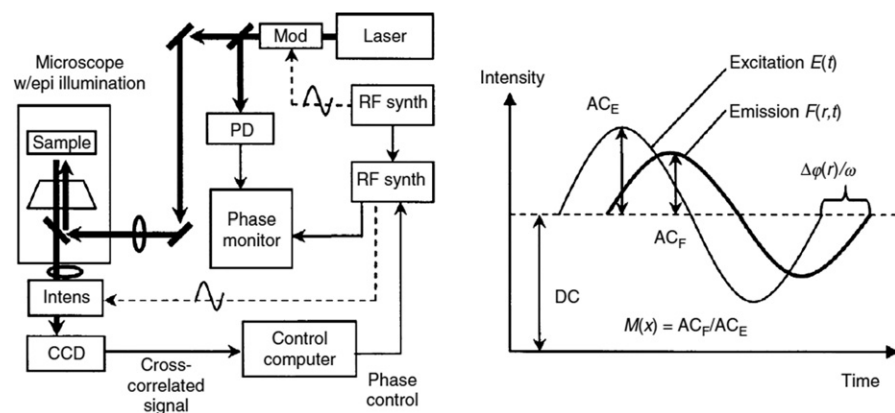 Microscope
w/epi illumination
Mod
Laser
RF synth
PD
Sample
RF synth
Phase
monitor
Intens
CCD
Control
computer
Cross-
correlated
signal
Phase
control
Intensity
Excitation E(t)
AC_E
Emission F(r,t)
Δφ(r)/ω
AC_F
DC
M(x) = AC_F/AC_E
Time